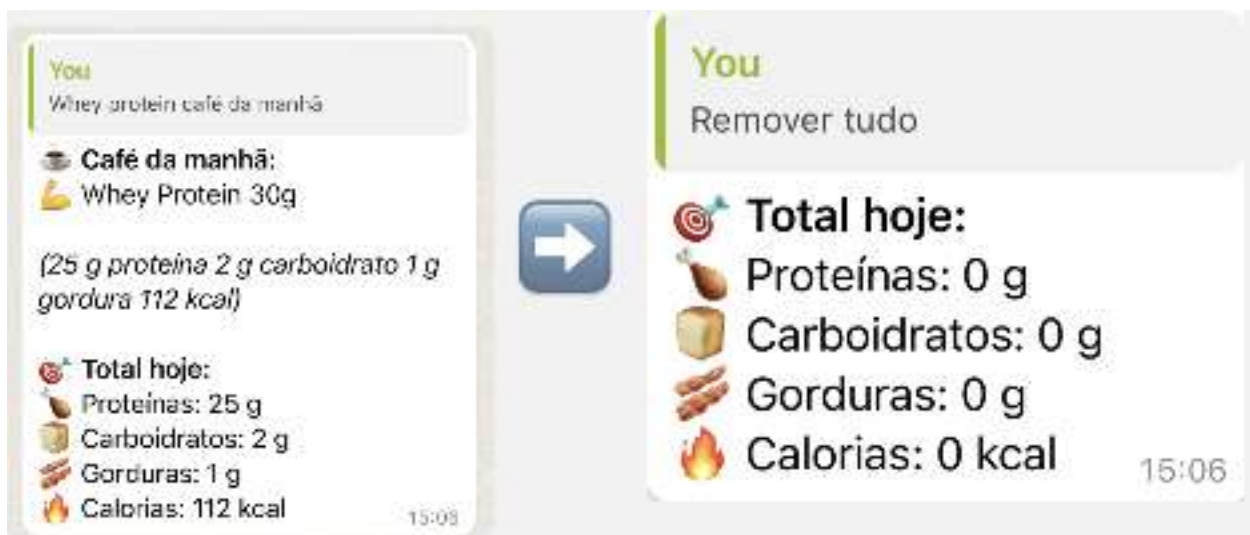 You
Whey protein café da manhã
Café da manhã:
Whey Protein 30g
(25 g proteína 2 g carboidrato 1 g
gordura 112 kcal)
Total hoje:
Proteínas: 25 g
Carboidratos: 2 g
Gorduras: 1 g
Calorias: 112 kcal
15:06
You
Remover tudo
Total hoje:
Proteínas: 0 g
Carboidratos: 0 g
Gorduras: 0 g
Calorias: 0 kcal
15:06